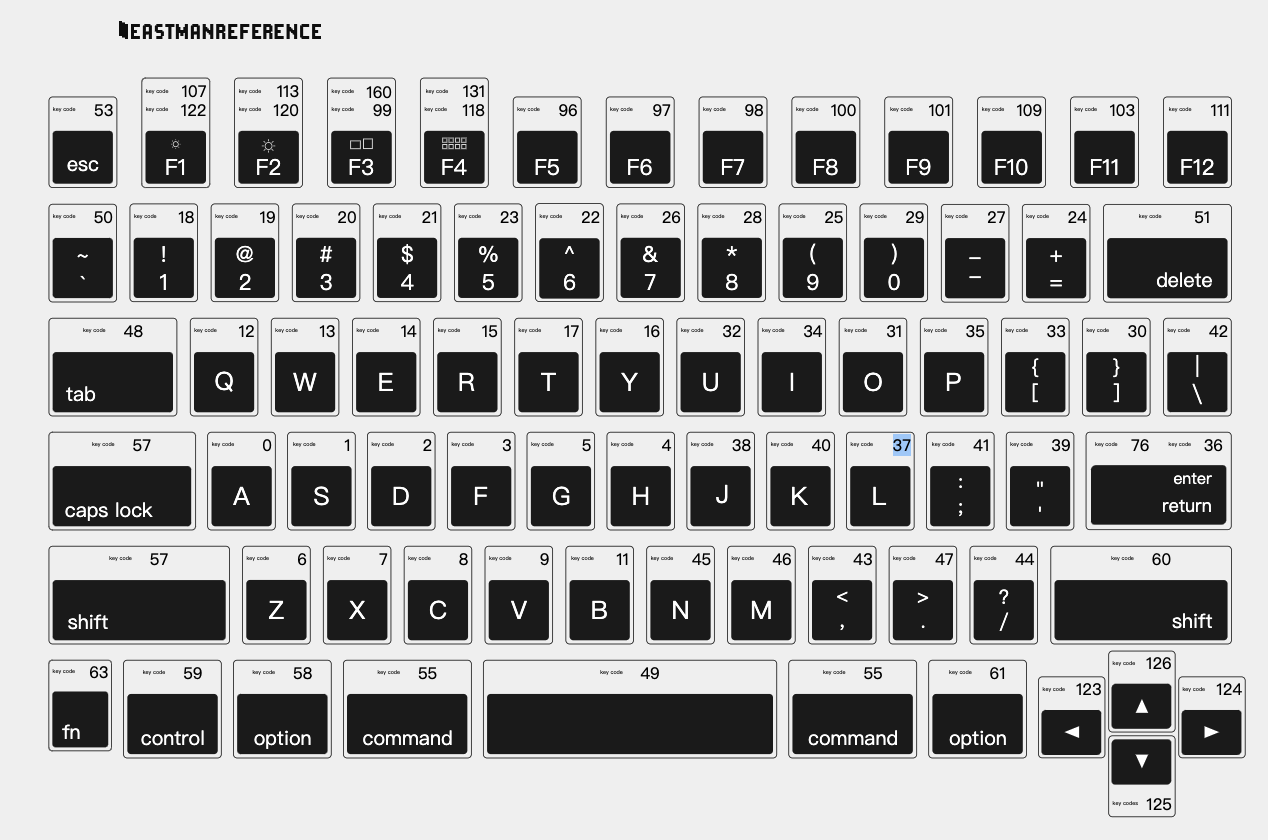 EASTMANREFERENCE
key code 107 key code 113 key code 160 key code 131
key code 53 key code 122 key code 120 key code 99 key code 118 key code 96 key code 97 key code 98 key code 100 key code 101 key code 109 key code 103 key code 111
esc F1 F2 F3 F4 F5 F6 F7 F8 F9 F10 F11 F12
key code 50 key code 18 key code 19 key code 20 key code 21 key code 23 key code 22 key code 26 key code 28 key code 25 key code 29 key code 27 key code 24 key code 51
~ ! @ # $ % ^ & * ( ) _ +
` 1 2 3 4 5 6 7 8 9 0 - = delete
key code 48 key code 12 key code 13 key code 14 key code 15 key code 17 key code 16 key code 32 key code 34 key code 31 key code 35 key code 33 key code 30 key code 42
{ } |
tab Q W E R T Y U I O P [ ] \
key code 57 key code 0 key code 1 key code 2 key code 3 key code 5 key code 4 key code 38 key code 40 key code 37 key code 41 key code 39 key code 76 key code 36
: " enter
caps lock A S D F G H J K L ; ' return
key code 57 key code 6 key code 7 key code 8 key code 9 key code 11 key code 45 key code 46 key code 43 key code 47 key code 44 key code 60
< > ?
shift Z X C V B N M , . / shift
key code 63 key code 59 key code 58 key code 55 key code 49 key code 55 key code 61 key code 123 key code 126 key code 124
fn control option command command option ◀ ▲ ▶
▼
key codes 125